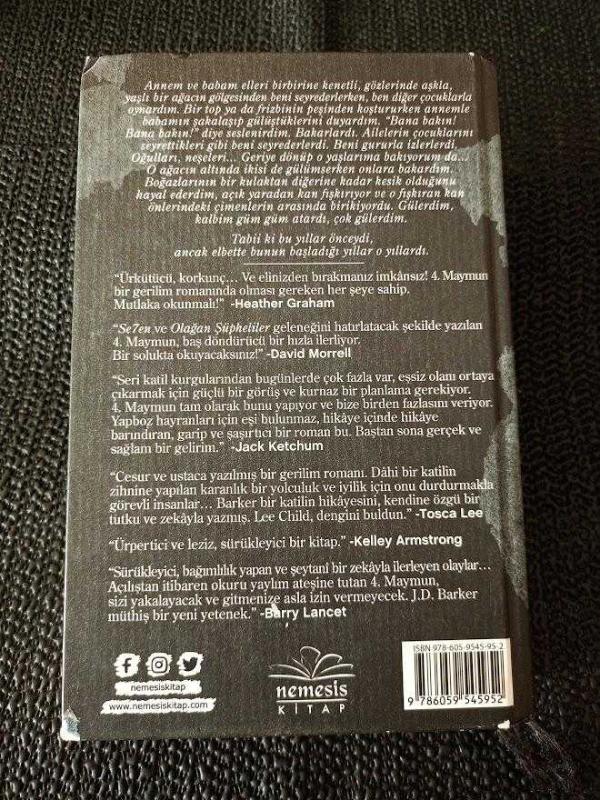 Annem ve babam elleri birbirine kenetli, gözlerinde aşkla,
yaşlı bir ağacın gölgesinden beni seyrederlerken, ben diğer çocuklarla
oynardım. Bir top ya da frizbinin peşinden koştururken annemle
babamın şakalaşıp gülüştüklerini duyardım. “Bana bakın!
Bana bakın!” diye seslenirdim. Bakarlardı. Ailelerin çocuklarını
seyrettikleri gibi beni seyrederlerdi. Beni gururla izlerlerdi.
Oğulları, neşeleri... Geriye dönüp o yaşlarıma bakıyorum da...
O ağacın altında ikisi de gülümserken onlara bakardım.
Boğazlarının bir kulaktan diğerine kadar kesik olduğunu
hayal ederdim, açık yaradan kan fışkırıyor ve o fışkıran kan
önlerindeki çimenlerin arasında birikiyordu. Gülerdim,
kalbim güm güm atardı, çok gülerdim.
Tabii ki bu yıllar önceydi,
ancak elbette bunun başladığı yıllar o yıllardı.
“Ürkütücü, korkunç... Ve elinizden bırakmanız imkânsız! 4. Maymun
bir gerilim romanında olması gereken her şeye sahip.
Mutlaka okunmalı!” -Heather Graham
“Se7en ve Olağan Şüpheliler geleneğini hatırlatacak şekilde yazılan
4. Maymun, baş döndürücü bir hızla ilerliyor.
Bir solukta okuyacaksınız!” -David Morrell
“Seri katil kurgularından bugünlerde çok fazla var, eşsiz olanı ortaya
çıkarmak için güçlü bir görüş ve kurnaz bir planlama gerekiyor.
4. Maymun tam olarak bunu yapıyor ve bize birden fazlasını veriyor.
Yapboz hayranları için eşi bulunmaz, hikâye içinde hikâye
barındıran, garip ve şaşırtıcı bir roman bu. Baştan sona gerçek ve
sağlam bir gelirim.” -Jack Ketchum
“Cesur ve ustaca yazılmış bir gerilim romanı. Dâhi bir katilin
zihnine yapılan karanlık bir yolculuk ve iyilik için onu durdurmakla
görevli insanlar... Barker bir katilin hikâyesini, kendine özgü bir
tutku ve zekâyla yazmış. Lee Child, dengini buldun.” -Tosca Lee
“Ürpertici ve leziz, sürükleyici bir kitap.” -Kelley Armstrong
“Sürükleyici, bağımlılık yapan ve şeytanî bir zekâyla ilerleyen olaylar...
Açılıştan itibaren okuru yaylım ateşine tutan 4. Maymun,
sizi yakalayacak ve gitmenize asla izin vermeyecek. J.D. Barker
müthiş bir yeni yetenek.” -Barry Lancet
nemesiskitap
www.nemesiskitap.com
nemesis
KİTAP
ISBN 978-605-9545-95-2
9 786059 545952